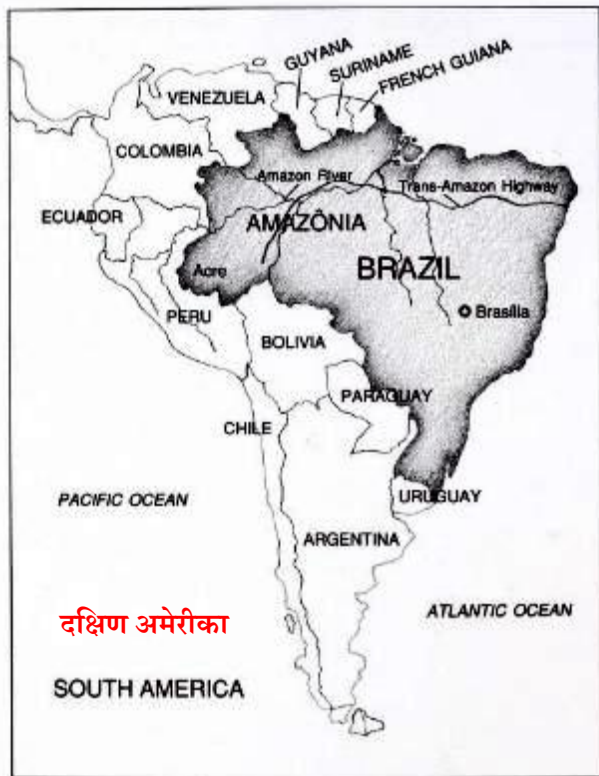 GUYANA
SURINAME
FRENCH GUIANA
VENEZUELA
COLOMBIA
Amazon River
Trans-Amazon Highway
ECUADOR
AMAZÔNIA
BRAZIL
Acre
Brasília
PERU
BOLIVIA
PARAGUAY
CHILE
PACIFIC OCEAN
URUGUAY
ARGENTINA
दक्षिण अमेरीका
ATLANTIC OCEAN
SOUTH AMERICA